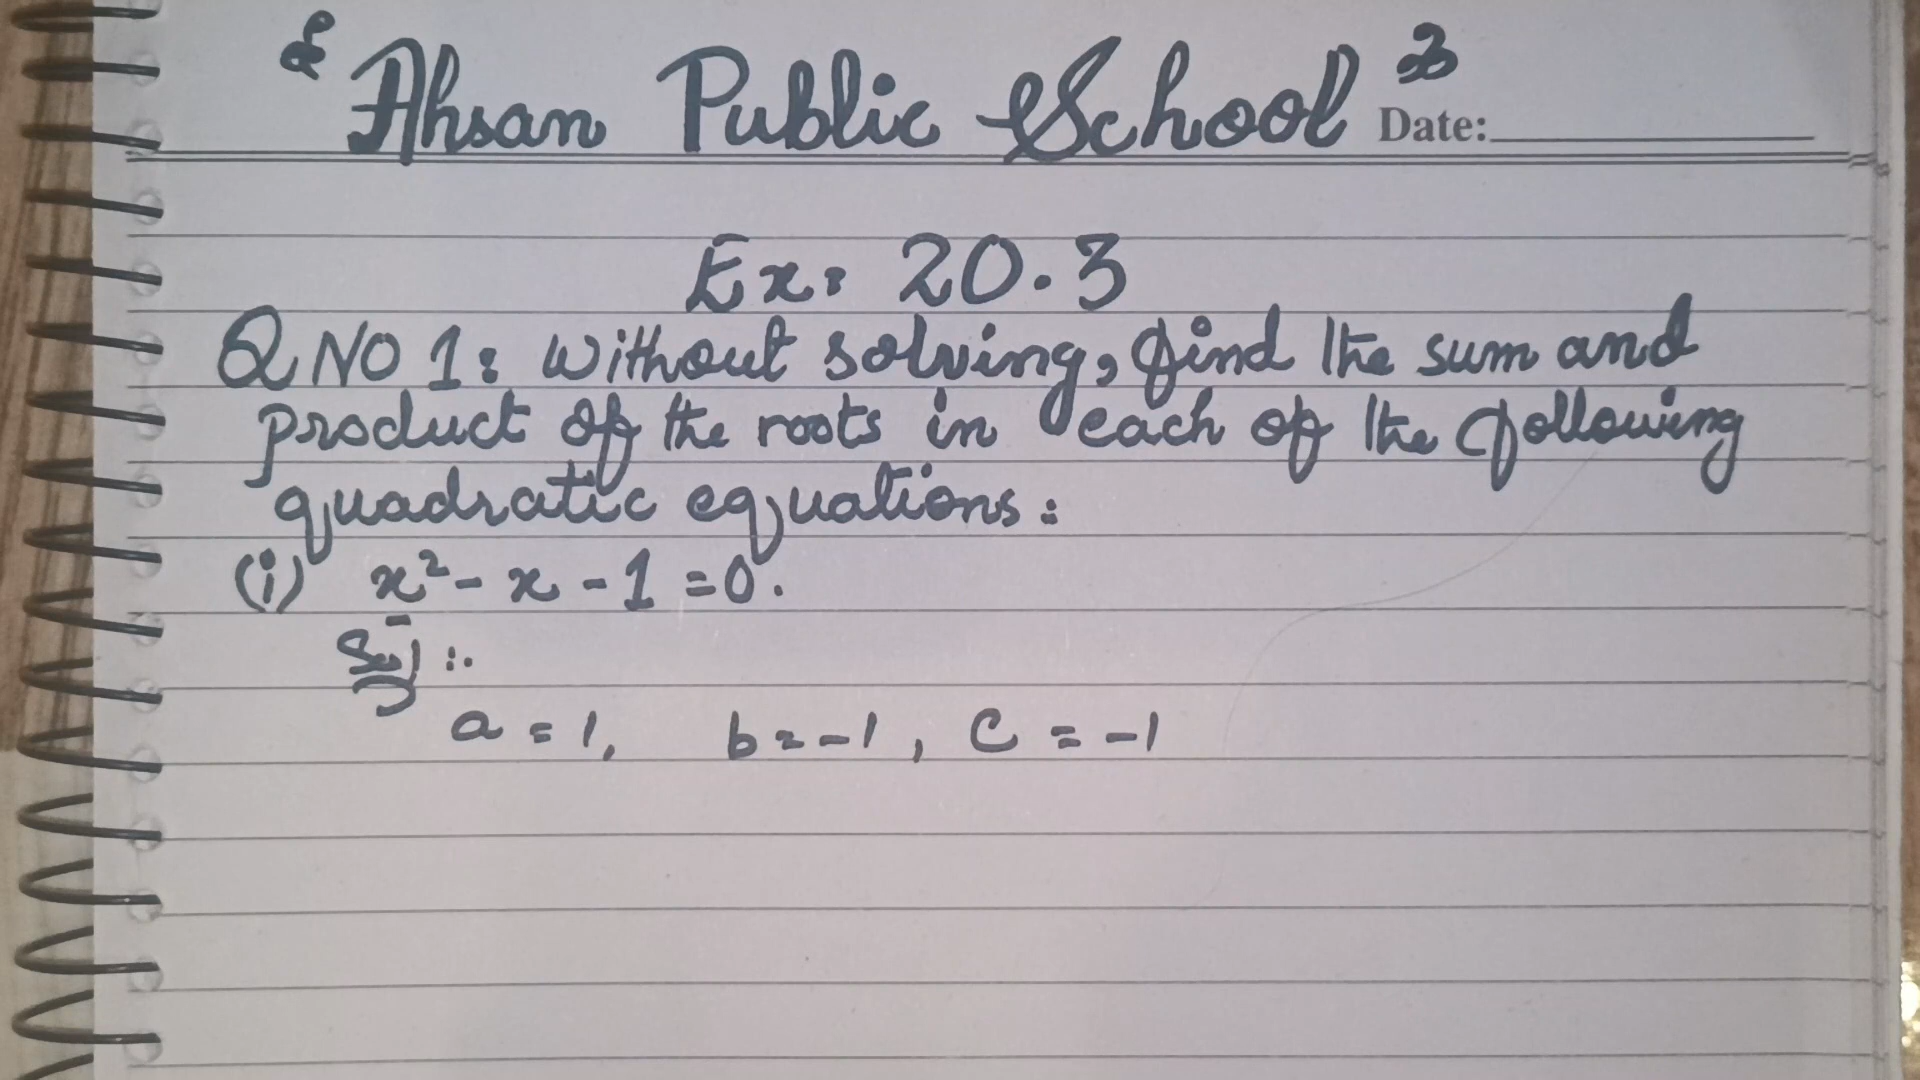 Ahsan Public School Date:
Ex: 20.3
Q NO 1: Without solving, find the sum and
product of the roots in each of the following
quadratic equations:
(i) x² - x - 1 = 0.
Sol:.
a = 1, b = -1, C = -1